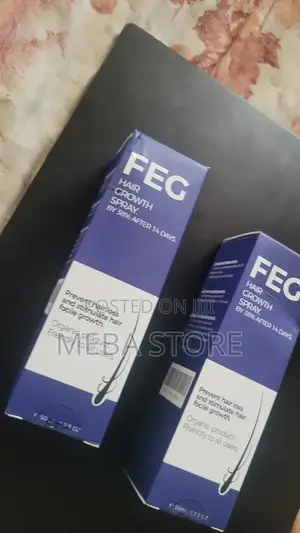 FEG
HAIR
GROWTH
SPRAY
BY 38% AFTER 14 DAYS
Prevent hair loss
and stimulate hair
focile growth.
Organic product
Friendly to all users
FEG
HAIR
GROWTH
SPRAY
BY 38% AFTER 14 DAYS
Prevent hair loss
and stimulate hair
focile growth.
Organic product
Friendly to all users
POSTED ON
MEBA STORE